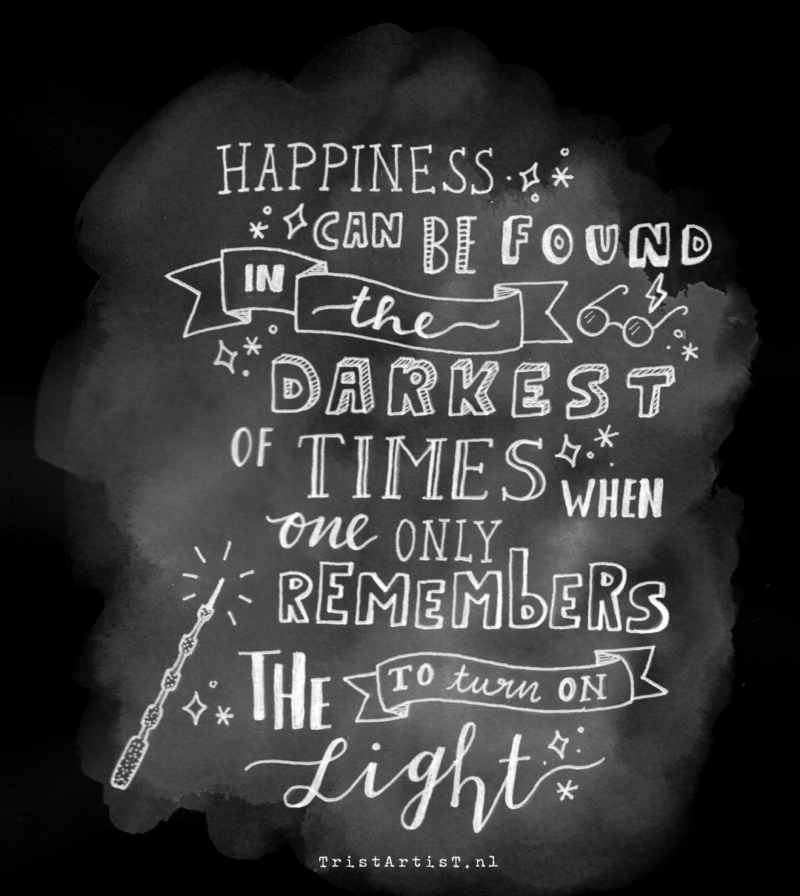 HAPPINESS
CAN BE FOUND
IN the
DARKEST
OF TIMES
WHEN
one ONLY
REMEMbERS
THE TO turn ON
Light
TristArtisT.nl